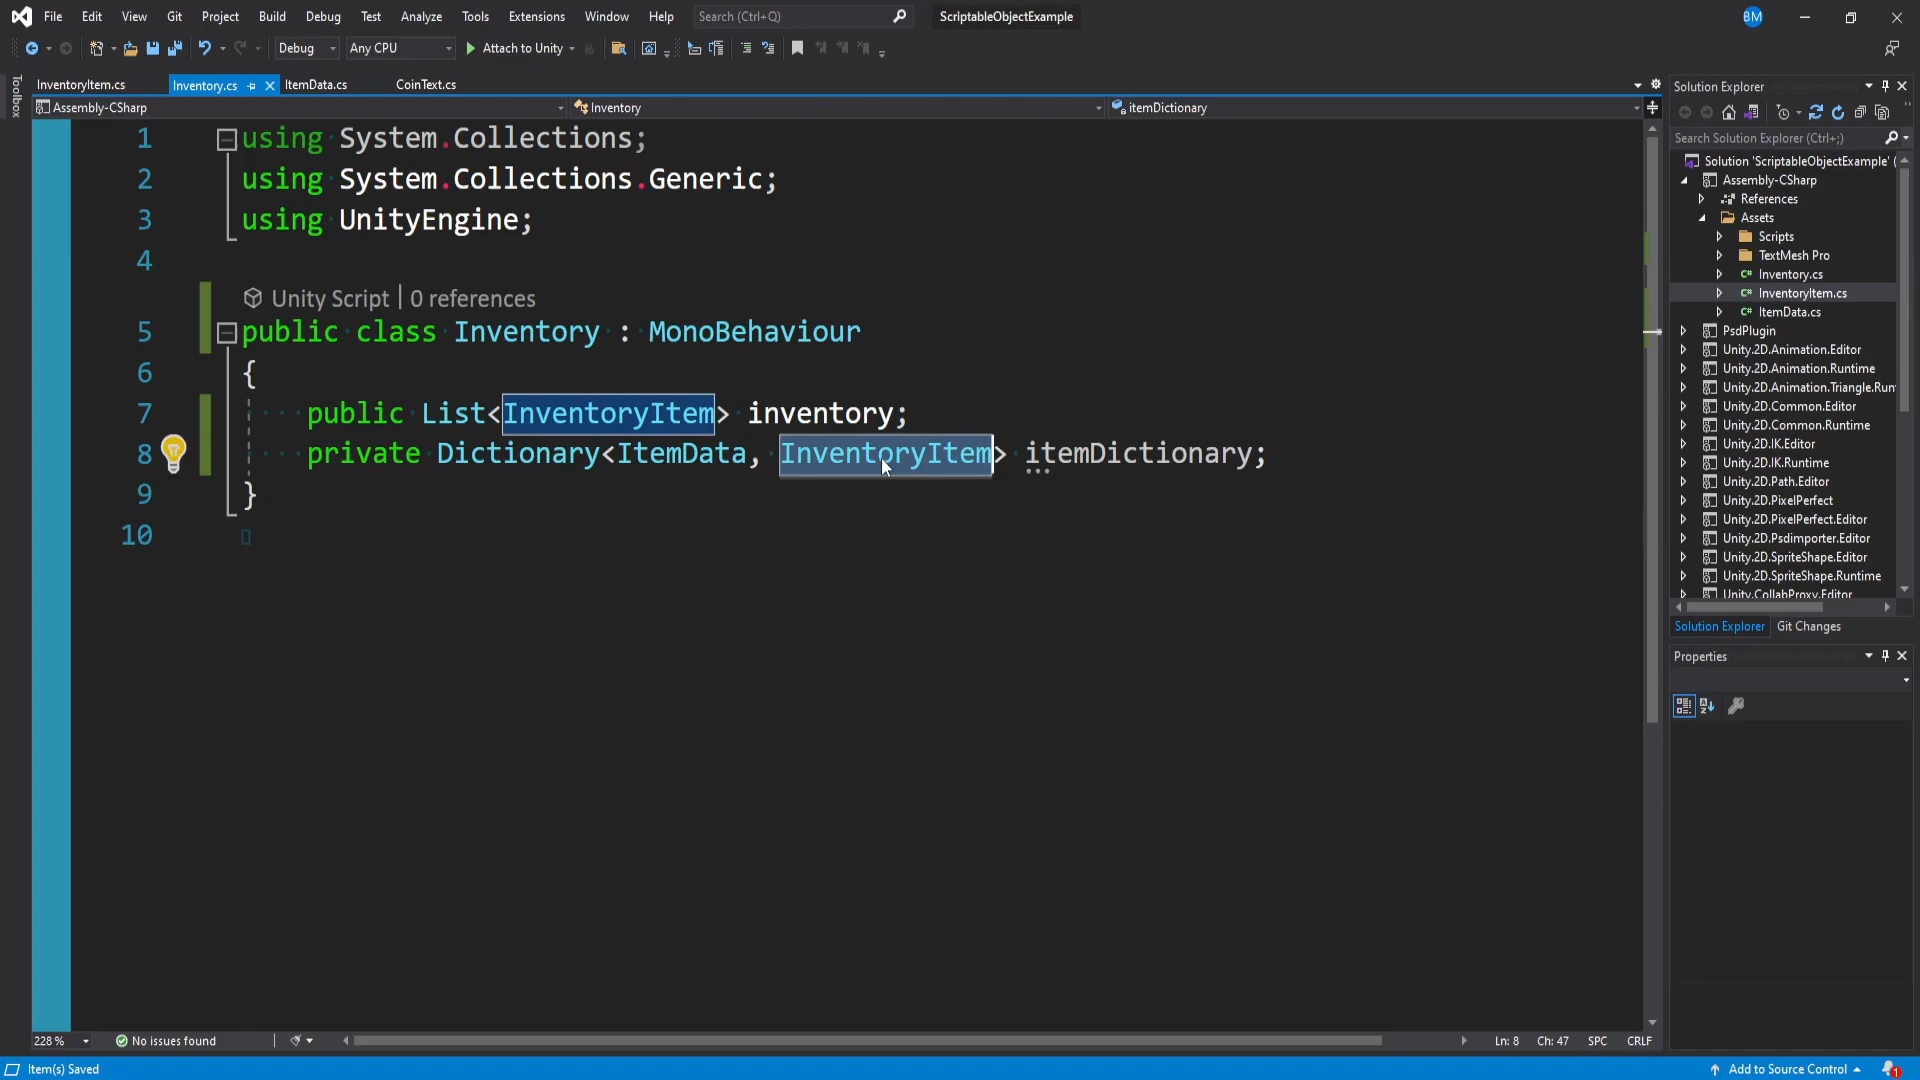 File Edit View Git Project Build Debug Test Analyze Tools Extensions Window Help Search (Ctrl+Q) ScriptableObjectExample BM
Debug Any CPU Attach to Unity
Toolbox
InventoryItem.cs Inventory.cs ItemData.cs CoinText.cs
Assembly-CSharp Inventory itemDictionary
1 using System.Collections;
2 using System.Collections.Generic;
3 using UnityEngine;
4
Unity Script | 0 references
5 public class Inventory : MonoBehaviour
6 {
7 public List<InventoryItem> inventory;
8 private Dictionary<ItemData, InventoryItem> itemDictionary;
9 }
10
228 % No issues found Ln: 8 Ch: 47 SPC CRLF
Solution Explorer
Search Solution Explorer (Ctrl+;)
Solution 'ScriptableObjectExample' (
Assembly-CSharp
References
Assets
Scripts
TextMesh Pro
Inventory.cs
InventoryItem.cs
ItemData.cs
PsdPlugin
Unity.2D.Animation.Editor
Unity.2D.Animation.Runtime
Unity.2D.Animation.Triangle.Run
Unity.2D.Common.Editor
Unity.2D.Common.Runtime
Unity.2D.IK.Editor
Unity.2D.IK.Runtime
Unity.2D.Path.Editor
Unity.2D.PixelPerfect
Unity.2D.PixelPerfect.Editor
Unity.2D.Psdimporter.Editor
Unity.2D.SpriteShape.Editor
Unity.2D.SpriteShape.Runtime
Unity.CollabProxy.Editor
Solution Explorer Git Changes
Properties
Item(s) Saved Add to Source Control 1